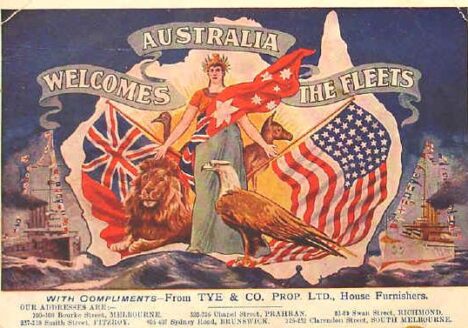 AUSTRALIA
WELCOMES THE FLEETS
WITH COMPLIMENTS—From TYE & CO. PROP. LTD., House Furnishers.
OUR ADDRESSES ARE:—
Bourke Street, MELBOURNE. Street, PRAHRAN. Swan Street, RICHMOND.
Smith Street, FITZROY. Sydney Road, BRUNSWICK. Clarendon Street, SOUTH MELBOURNE.